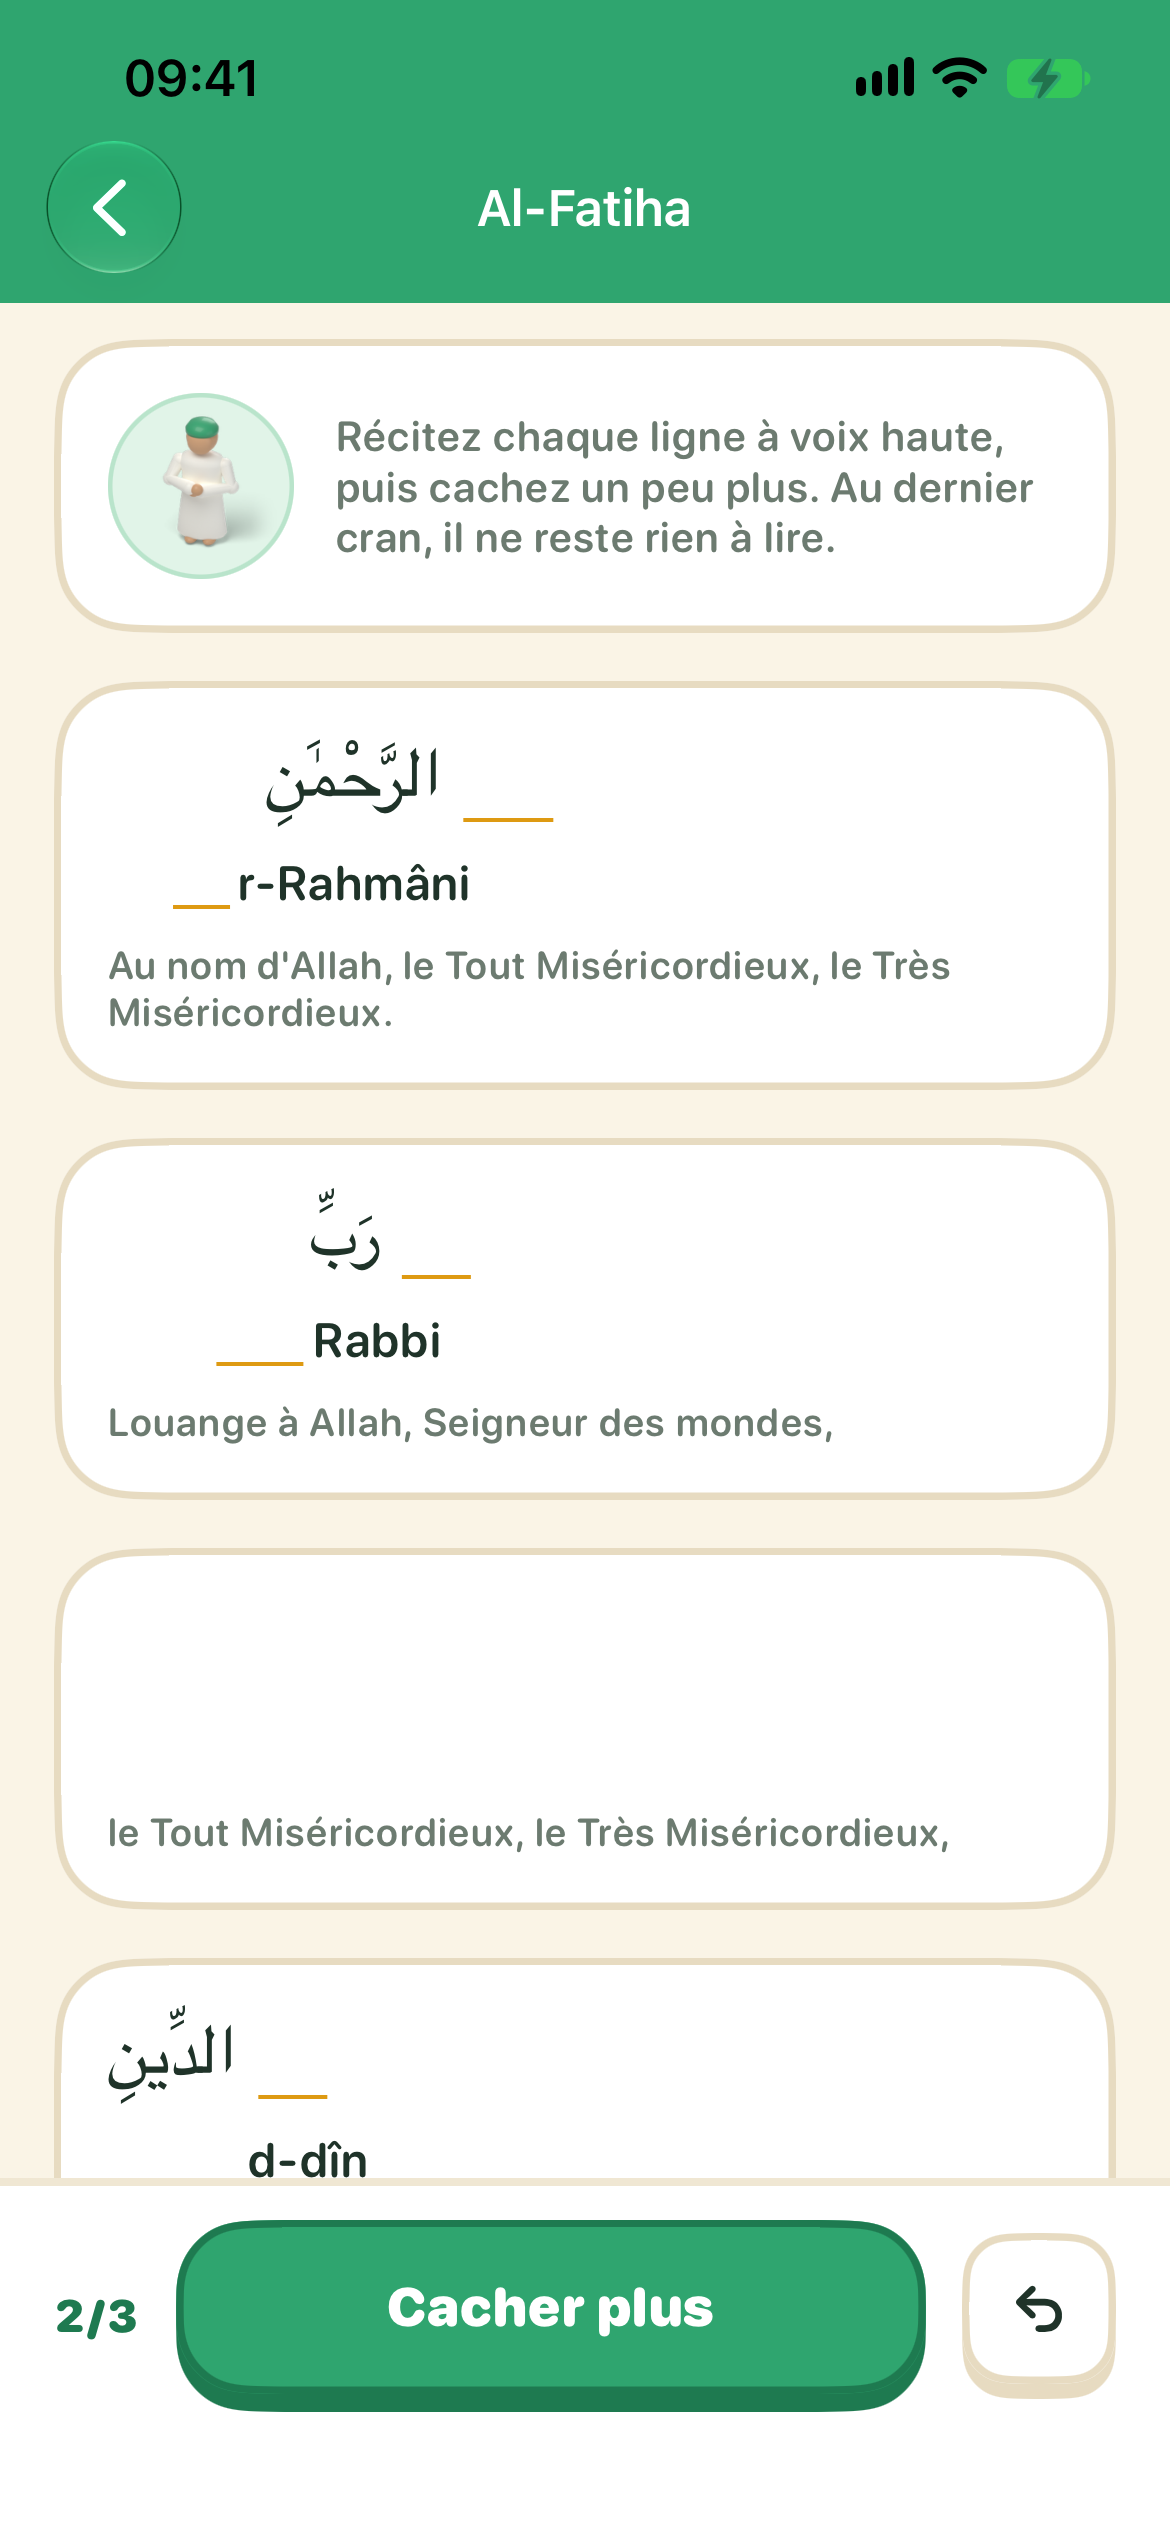 09:41
Al-Fatiha
Récitez chaque ligne à voix haute,
puis cachez un peu plus. Au dernier
cran, il ne reste rien à lire.
الرَّحْمَٰنِ
r-Rahmâni
Au nom d'Allah, le Tout Miséricordieux, le Très
Miséricordieux.
رَبِّ
Rabbi
Louange à Allah, Seigneur des mondes,
le Tout Miséricordieux, le Très Miséricordieux,
الدِّينِ
d-dîn
2/3
Cacher plus